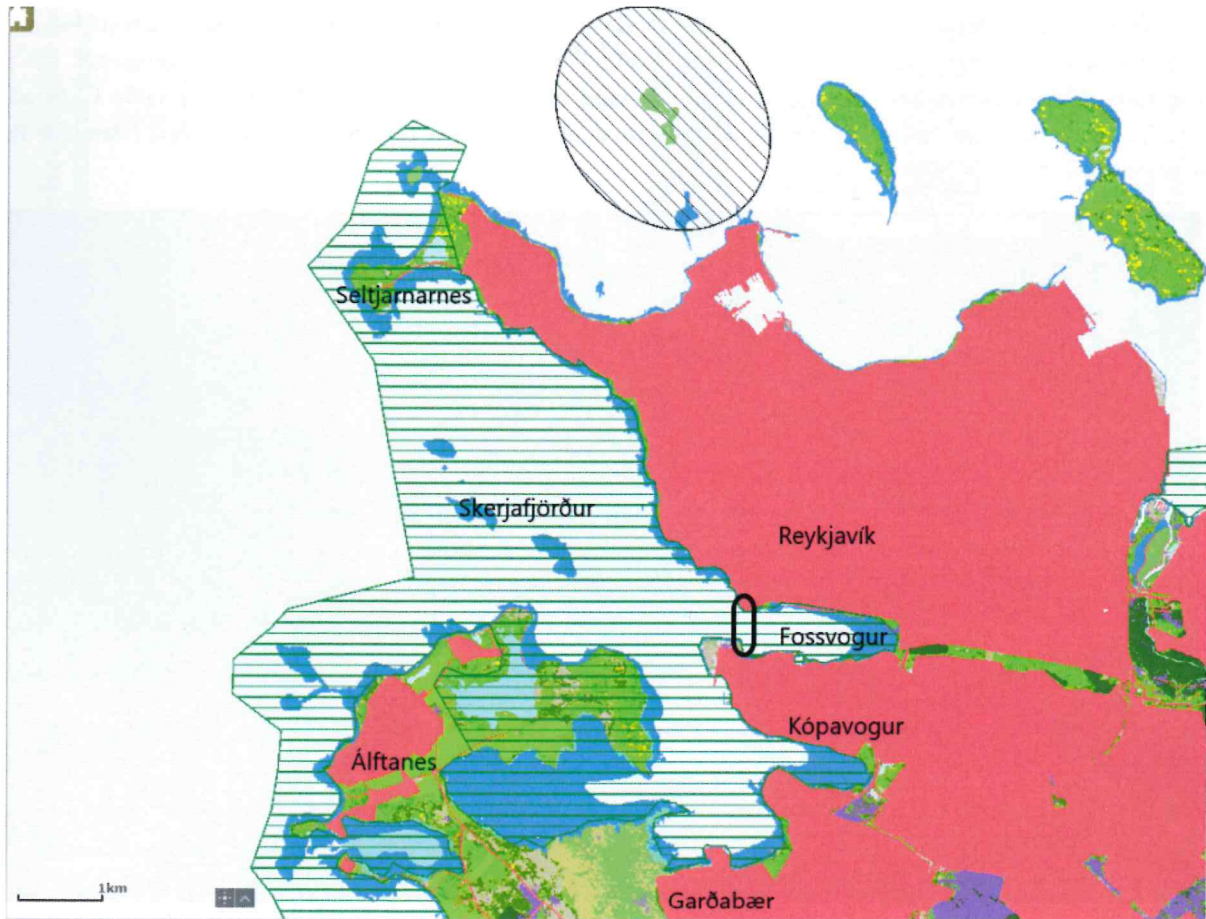 Seltjarnarnes
Skerjafjörður
Reykjavík
Fossvogur
Kópavogur
Álftanes
1km
Garðabær